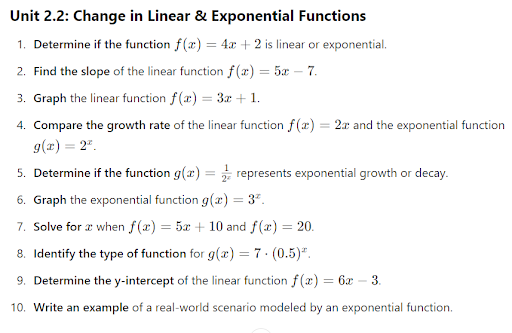 Unit 2.2: Change in Linear & Exponential Functions
1. Determine if the function f(x) = 4x + 2 is linear or exponential.
2. Find the slope of the linear function f(x) = 5x − 7.
3. Graph the linear function f(x) = 3x + 1.
4. Compare the growth rate of the linear function f(x) = 2x and the exponential function
g(x) = 2^x.
5. Determine if the function g(x) = 1/2^x represents exponential growth or decay.
6. Graph the exponential function g(x) = 3^x.
7. Solve for x when f(x) = 5x + 10 and f(x) = 20.
8. Identify the type of function for g(x) = 7 · (0.5)^x.
9. Determine the y-intercept of the linear function f(x) = 6x − 3.
10. Write an example of a real-world scenario modeled by an exponential function.